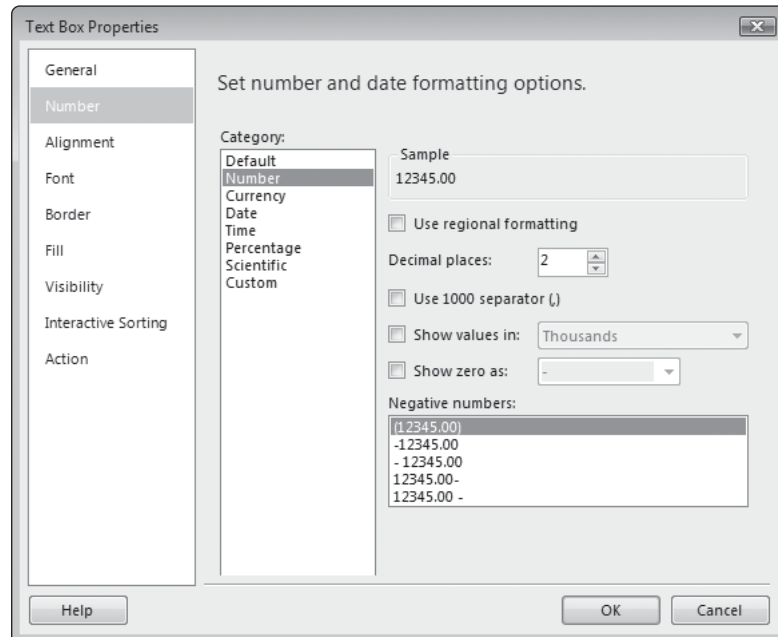 Text Box Properties
General
Number
Alignment
Font
Border
Fill
Visibility
Interactive Sorting
Action
Set number and date formatting options.
Category:
Default
Number
Currency
Date
Time
Percentage
Scientific
Custom
Sample
12345.00
Use regional formatting
Decimal places: 2
Use 1000 separator (,)
Show values in: Thousands
Show zero as: -
Negative numbers:
(12345.00)
-12345.00
- 12345.00
12345.00-
12345.00 -
Help
OK
Cancel